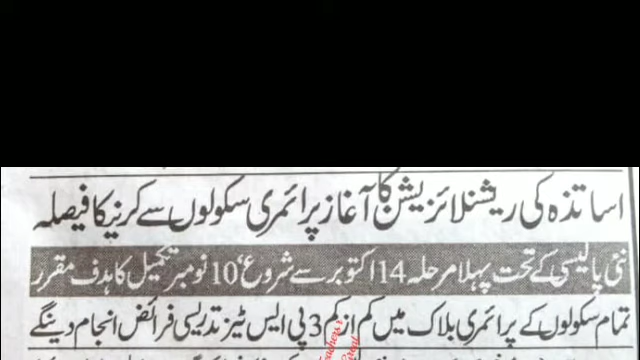 اساتذہ کی ریشنلائزیشن کا آغاز پرائمری سکولوں سے کرنیکا فیصلہ
نئی پالیسی کے تحت پہلا مرحلہ 14 اکتوبر سے شروع، 10 نومبر تکمیل کا ہدف مقرر
تمام سکولوں کے پرائمری بلاک میں کم از کم 3 پی ایس ٹیز تدریسی فرائض انجام دینگے